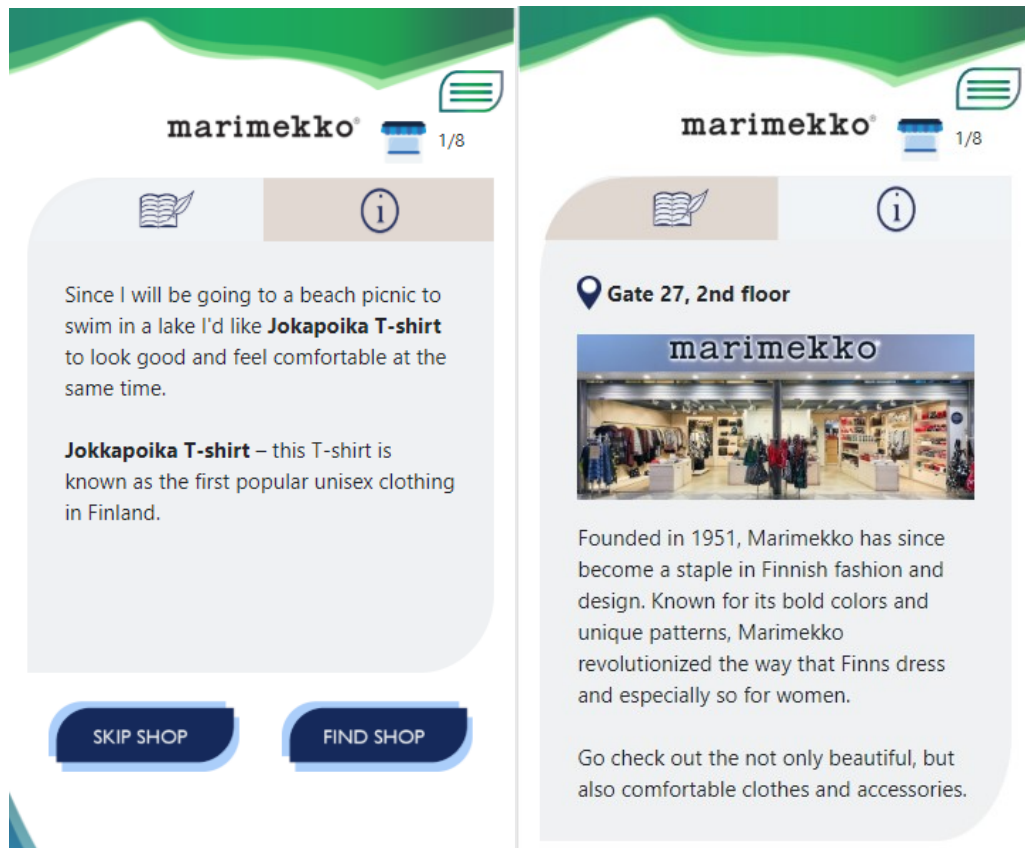 marimekko®
1/8
Since I will be going to a beach picnic to
swim in a lake I'd like Jokapoika T-shirt
to look good and feel comfortable at the
same time.
Jokkapoika T-shirt – this T-shirt is
known as the first popular unisex clothing
in Finland.
SKIP SHOP
FIND SHOP
marimekko®
1/8
i
Gate 27, 2nd floor
marimekko
Founded in 1951, Marimekko has since
become a staple in Finnish fashion and
design. Known for its bold colors and
unique patterns, Marimekko
revolutionized the way that Finns dress
and especially so for women.
Go check out the not only beautiful, but
also comfortable clothes and accessories.